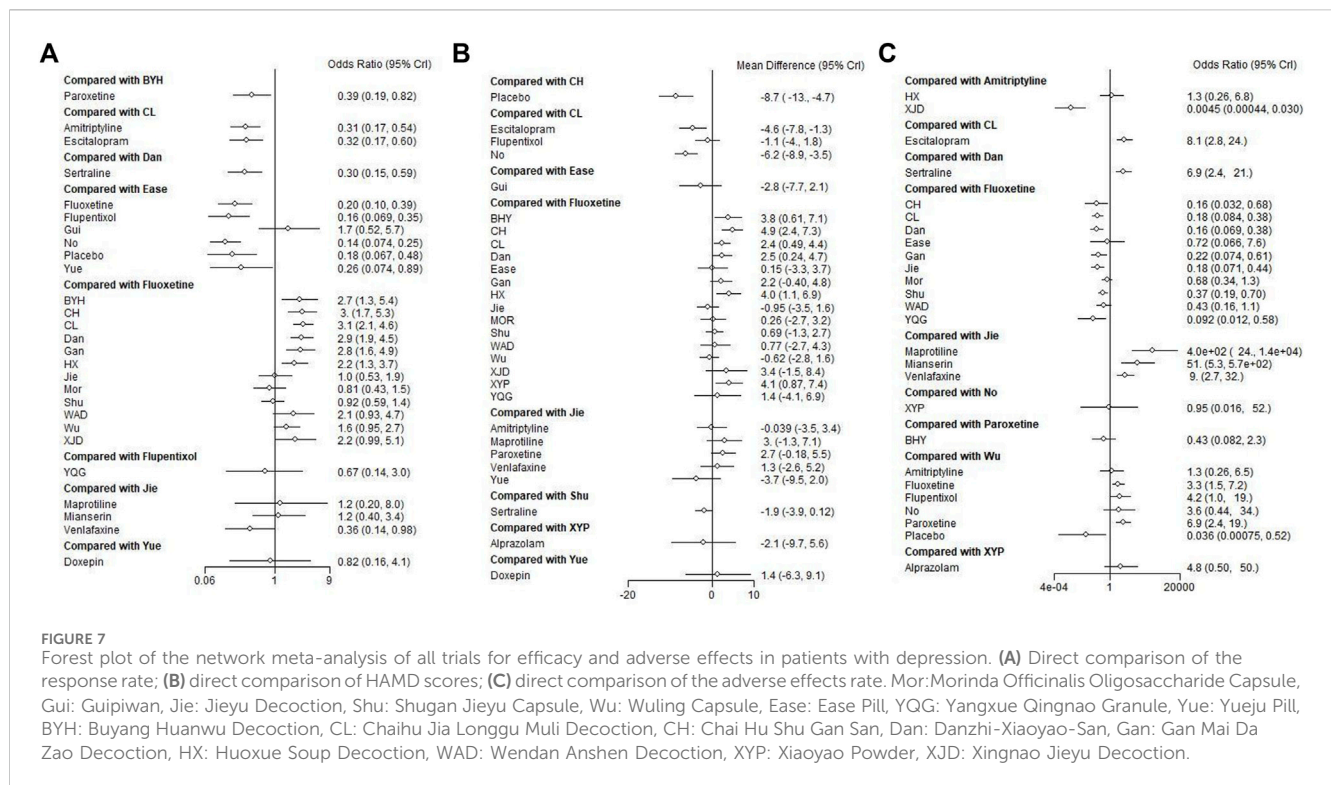 A
Odds Ratio (95% CrI)
Compared with BYH
Paroxetine 0.39 (0.19, 0.82)
Compared with CL
Amitriptyline 0.31 (0.17, 0.54)
Escitalopram 0.32 (0.17, 0.60)
Compared with Dan
Sertraline 0.30 (0.15, 0.59)
Compared with Ease
Fluoxetine 0.20 (0.10, 0.39)
Flupentixol 0.16 (0.069, 0.35)
Gui 1.7 (0.52, 5.7)
No 0.14 (0.074, 0.25)
Placebo 0.18 (0.067, 0.48)
Yue 0.26 (0.074, 0.89)
Compared with Fluoxetine
BYH 2.7 (1.3, 5.4)
CH 3. (1.7, 5.3)
CL 3.1 (2.1, 4.6)
Dan 2.9 (1.9, 4.5)
Gan 2.8 (1.6, 4.9)
HX 2.2 (1.3, 3.7)
Jie 1.0 (0.53, 1.9)
Mor 0.81 (0.43, 1.5)
Shu 0.92 (0.59, 1.4)
WAD 2.1 (0.93, 4.7)
Wu 1.6 (0.95, 2.7)
XJD 2.2 (0.99, 5.1)
Compared with Flupentixol
YQG 0.67 (0.14, 3.0)
Compared with Jie
Maprotiline 1.2 (0.20, 8.0)
Mianserin 1.2 (0.40, 3.4)
Venlafaxine 0.36 (0.14, 0.98)
Compared with Yue
Doxepin 0.82 (0.16, 4.1)
0.06 1 9
B
Mean Difference (95% CrI)
Compared with CH
Placebo -8.7 (-13., -4.7)
Compared with CL
Escitalopram -4.6 (-7.8, -1.3)
Flupentixol -1.1 (-4., 1.8)
No -6.2 (-8.9, -3.5)
Compared with Ease
Gui -2.8 (-7.7, 2.1)
Compared with Fluoxetine
BHY 3.8 (0.61, 7.1)
CH 4.9 (2.4, 7.3)
CL 2.4 (0.49, 4.4)
Dan 2.5 (0.24, 4.7)
Ease 0.15 (-3.3, 3.7)
Gan 2.2 (-0.40, 4.8)
HX 4.0 (1.1, 6.9)
Jie -0.95 (-3.5, 1.6)
MOR 0.26 (-2.7, 3.2)
Shu 0.69 (-1.3, 2.7)
WAD 0.77 (-2.7, 4.3)
Wu -0.62 (-2.8, 1.6)
XJD 3.4 (-1.5, 8.4)
XYP 4.1 (0.87, 7.4)
YQG 1.4 (-4.1, 6.9)
Compared with Jie
Amitriptyline -0.039 (-3.5, 3.4)
Maprotiline 3. (-1.3, 7.1)
Paroxetine 2.7 (-0.18, 5.5)
Venlafaxine 1.3 (-2.6, 5.2)
Yue -3.7 (-9.5, 2.0)
Compared with Shu
Sertraline -1.9 (-3.9, 0.12)
Compared with XYP
Alprazolam -2.1 (-9.7, 5.6)
Compared with Yue
Doxepin 1.4 (-6.3, 9.1)
-20 0 10
C
Odds Ratio (95% CrI)
Compared with Amitriptyline
HX 1.3 (0.26, 6.8)
XJD 0.0045 (0.00044, 0.030)
Compared with CL
Escitalopram 8.1 (2.8, 24.)
Compared with Dan
Sertraline 6.9 (2.4, 21.)
Compared with Fluoxetine
CH 0.16 (0.032, 0.68)
CL 0.18 (0.084, 0.38)
Dan 0.16 (0.069, 0.38)
Ease 0.72 (0.066, 7.6)
Gan 0.22 (0.074, 0.61)
Jie 0.18 (0.071, 0.44)
Mor 0.68 (0.34, 1.3)
Shu 0.37 (0.19, 0.70)
WAD 0.43 (0.16, 1.1)
YQG 0.092 (0.012, 0.58)
Compared with Jie
Maprotiline 4.0e+02 ( 24., 1.4e+04)
Mianserin 51. (5.3, 5.7e+02)
Venlafaxine 9. (2.7, 32.)
Compared with No
XYP 0.95 (0.016, 52.)
Compared with Paroxetine
BHY 0.43 (0.082, 2.3)
Compared with Wu
Amitriptyline 1.3 (0.26, 6.5)
Fluoxetine 3.3 (1.5, 7.2)
Flupentixol 4.2 (1.0, 19.)
No 3.6 (0.44, 34.)
Paroxetine 6.9 (2.4, 19.)
Placebo 0.036 (0.00075, 0.52)
Compared with XYP
Alprazolam 4.8 (0.50, 50.)
4e-04 1 20000
FIGURE 7
Forest plot of the network meta-analysis of all trials for efficacy and adverse effects in patients with depression. (A) Direct comparison of the
response rate; (B) direct comparison of HAMD scores; (C) direct comparison of the adverse effects rate. Mor:Morinda Officinalis Oligosaccharide Capsule,
Gui: Guipiwan, Jie: Jieyu Decoction, Shu: Shugan Jieyu Capsule, Wu: Wuling Capsule, Ease: Ease Pill, YQG: Yangxue Qingnao Granule, Yue: Yueju Pill,
BYH: Buyang Huanwu Decoction, CL: Chaihu Jia Longgu Muli Decoction, CH: Chai Hu Shu Gan San, Dan: Danzhi-Xiaoyao-San, Gan: Gan Mai Da
Zao Decoction, HX: Huoxue Soup Decoction, WAD: Wendan Anshen Decoction, XYP: Xiaoyao Powder, XJD: Xingnao Jieyu Decoction.